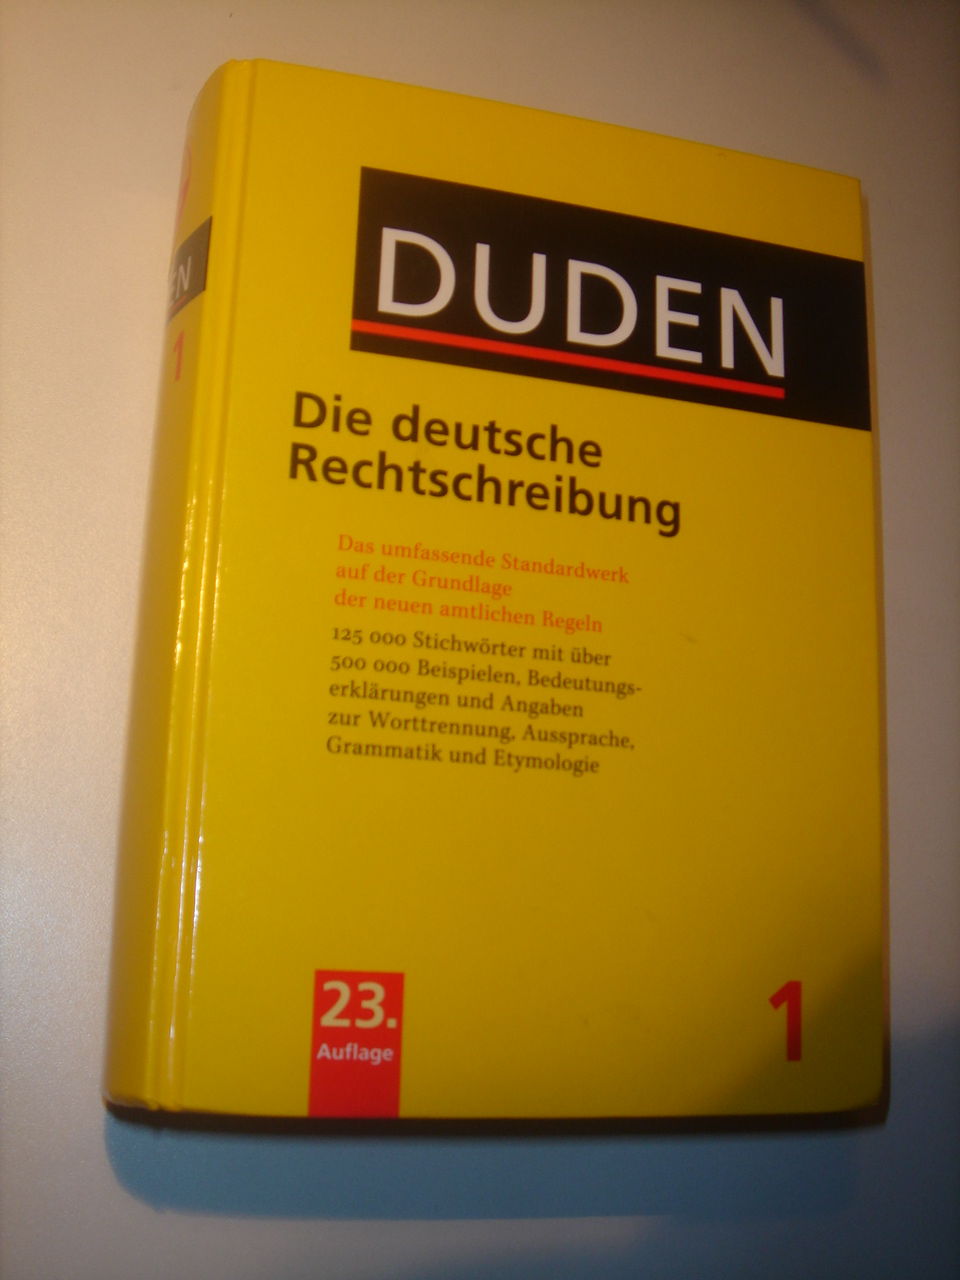 DUDEN
Die deutsche
Rechtschreibung
Das umfassende Standardwerk
auf der Grundlage
der neuen amtlichen Regeln
125 000 Stichwörter mit über
500 000 Beispielen, Bedeutungs-
erklärungen und Angaben
zur Worttrennung, Aussprache,
Grammatik und Etymologie
23.
Auflage
1
EN
1